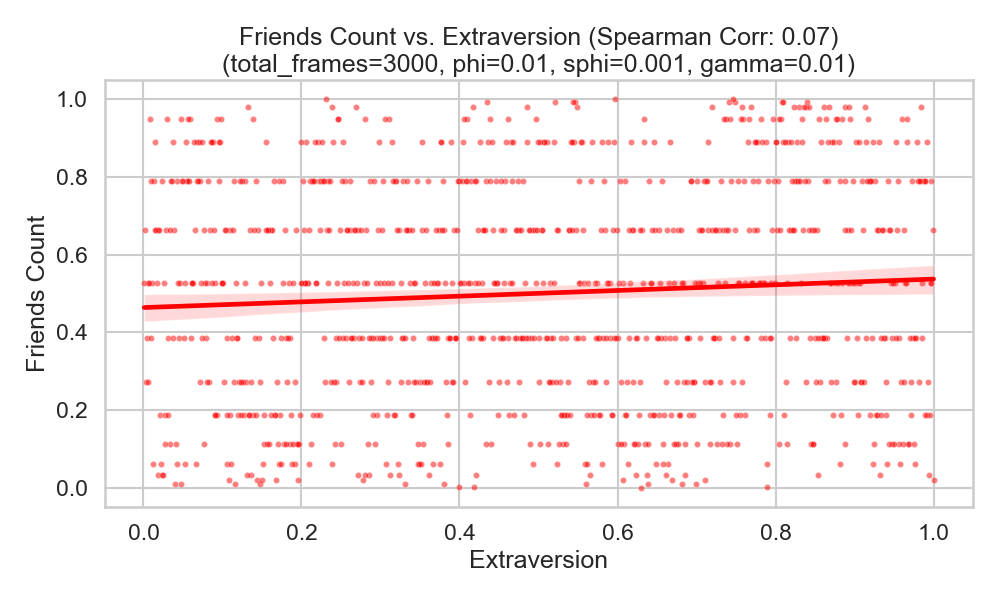 Friends Count vs. Extraversion (Spearman Corr: 0.07)
(total_frames=3000, phi=0.01, sphi=0.001, gamma=0.01)
Friends Count
1.0
0.8
0.6
0.4
0.2
0.0
0.0 0.2 0.4 0.6 0.8 1.0
Extraversion